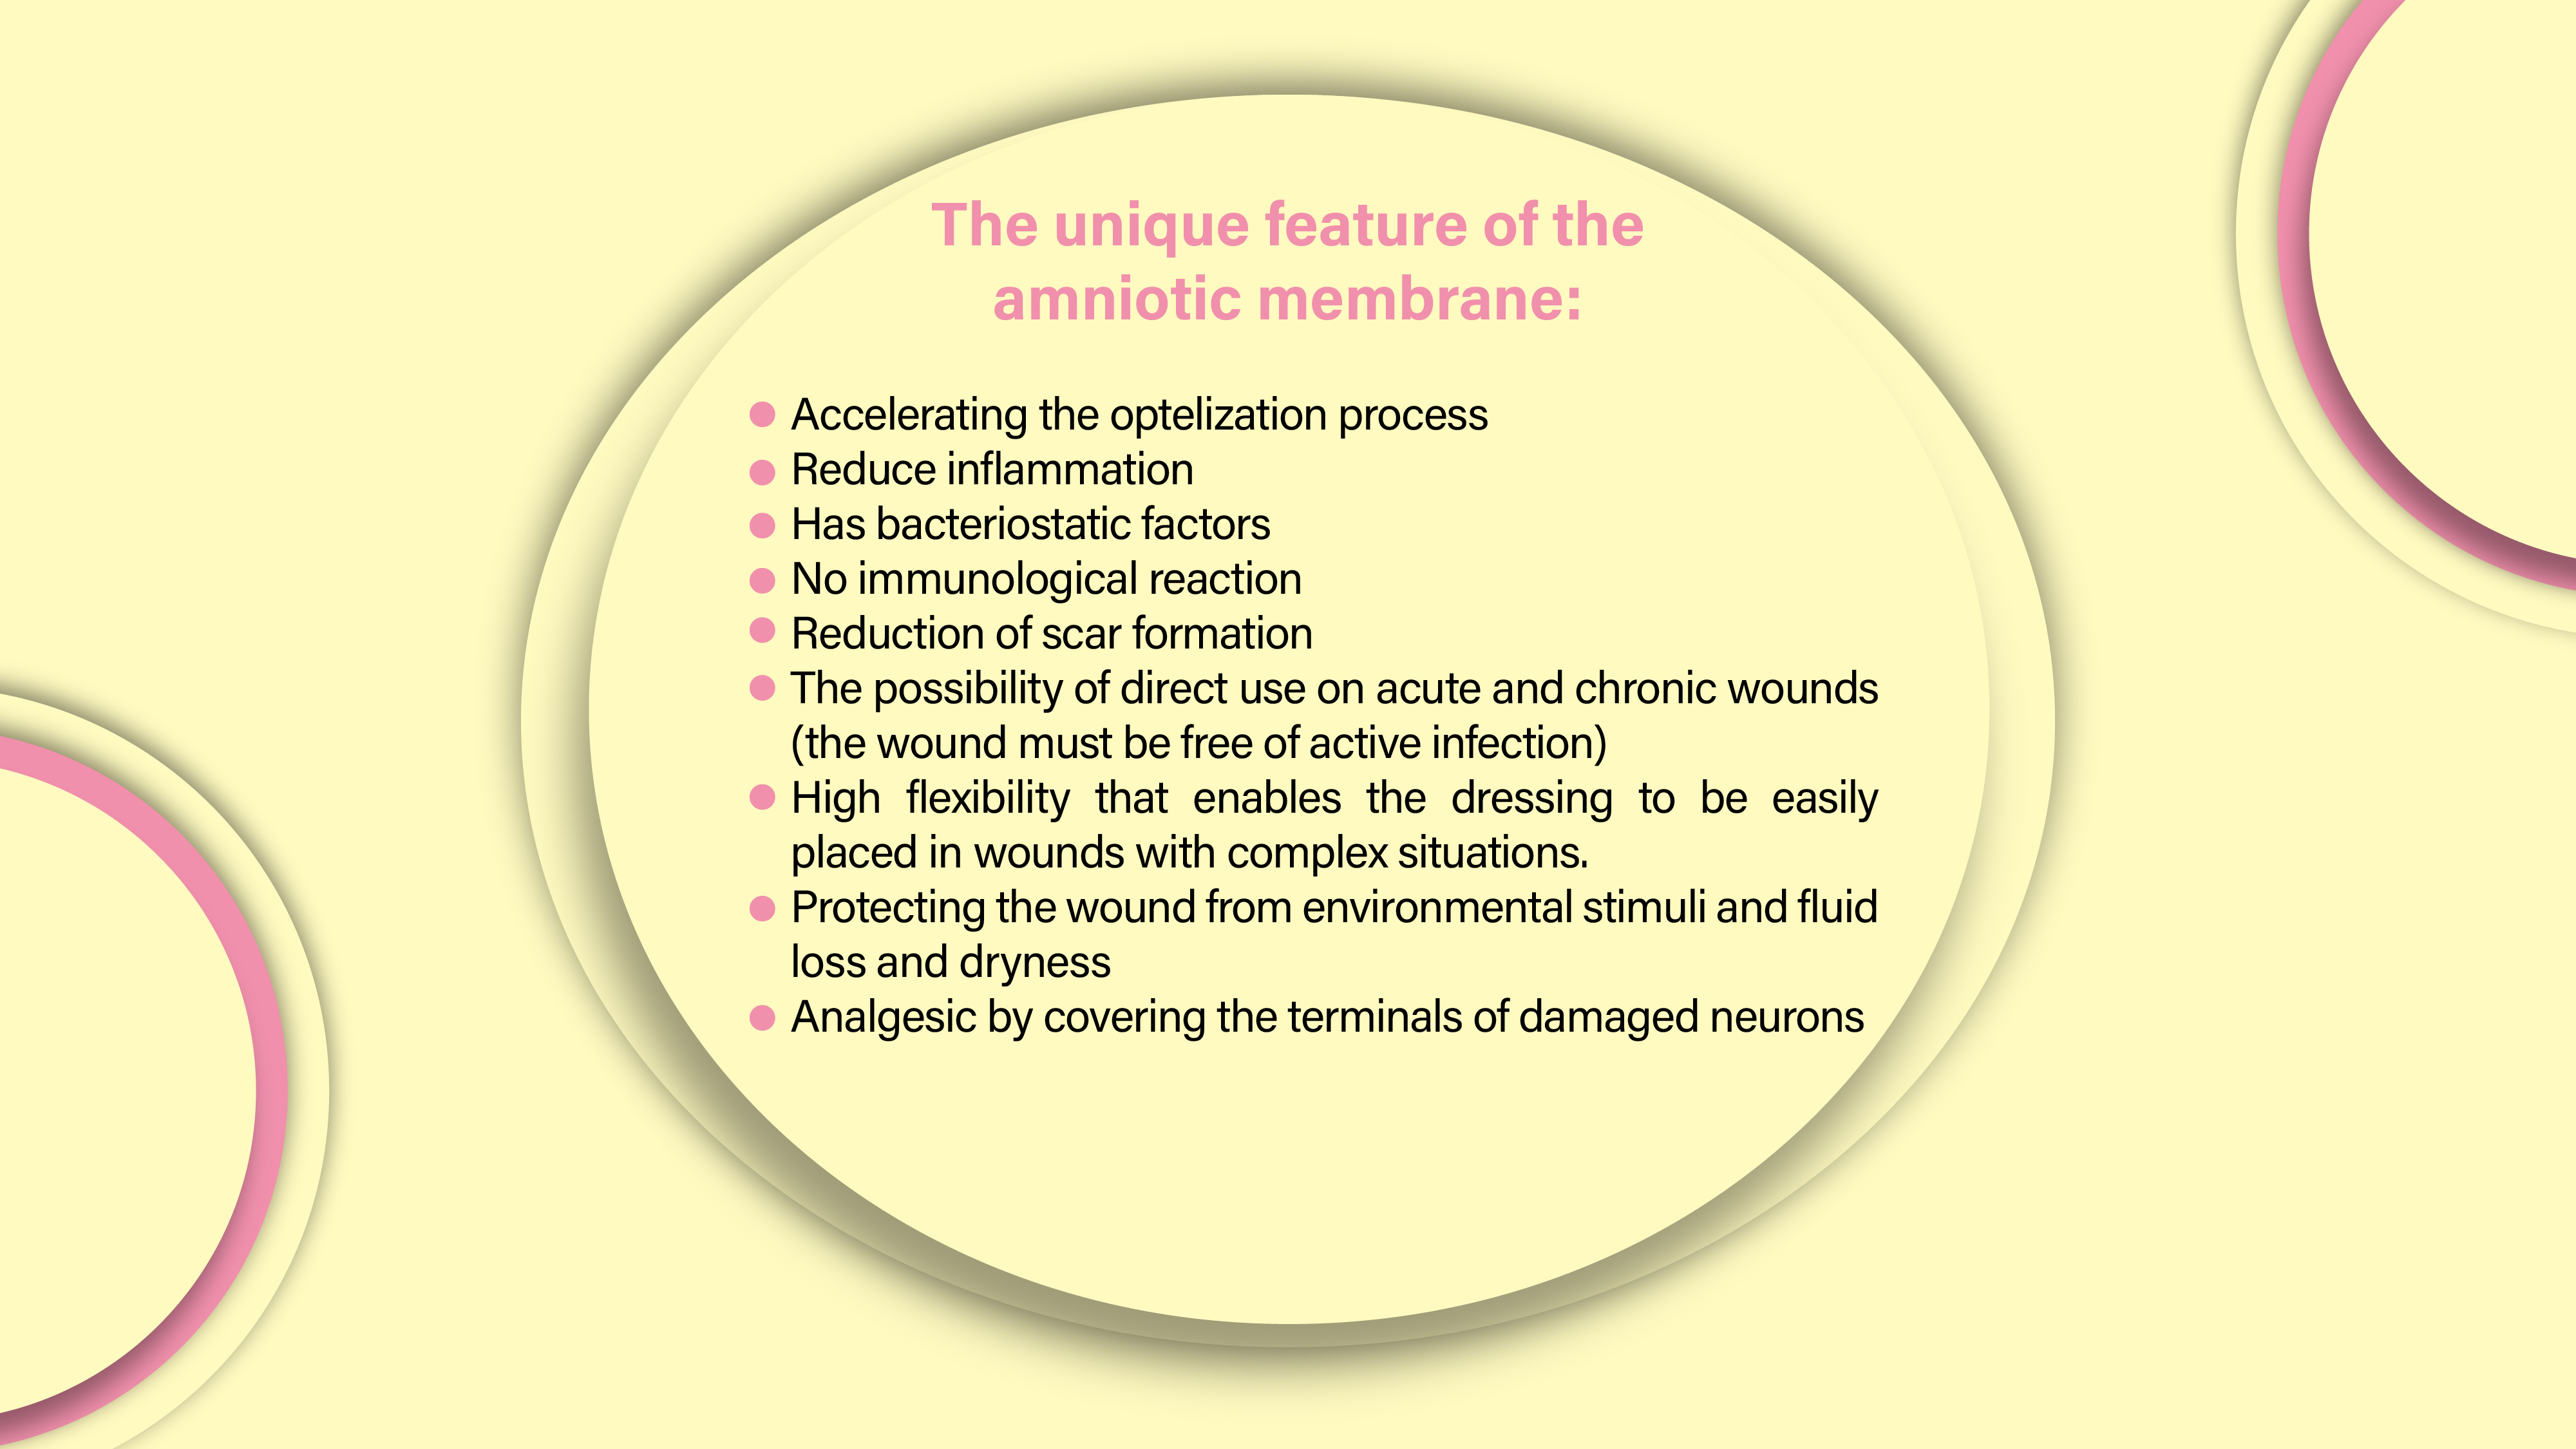 The unique feature of the
amniotic membrane:
Accelerating the optelization process
Reduce inflammation
Has bacteriostatic factors
No immunological reaction
Reduction of scar formation
The possibility of direct use on acute and chronic wounds
(the wound must be free of active infection)
High flexibility that enables the dressing to be easily
placed in wounds with complex situations.
Protecting the wound from environmental stimuli and fluid
loss and dryness
Analgesic by covering the terminals of damaged neurons